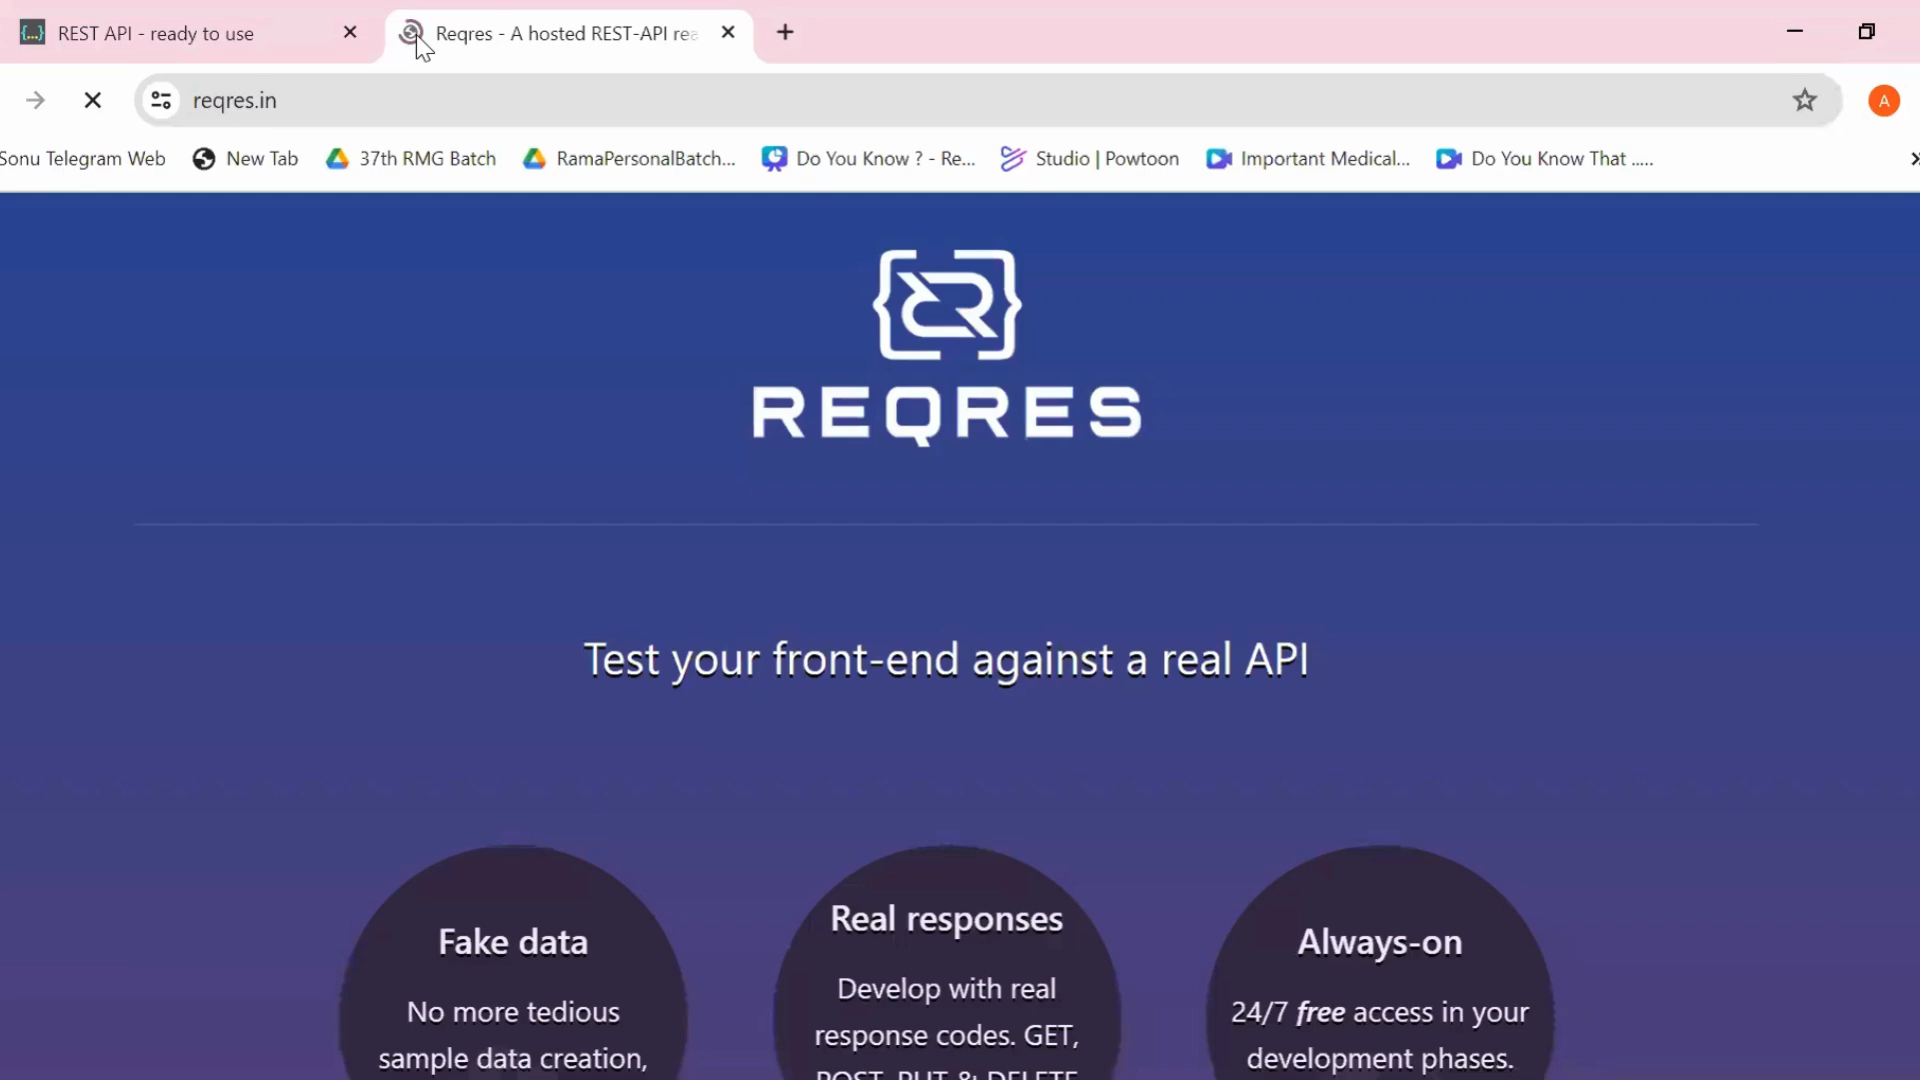 REST API - ready to use
Reqres - A hosted REST-API rea
reqres.in
A
Sonu Telegram Web
New Tab
37th RMG Batch
RamaPersonalBatch...
Do You Know ? - Re...
Studio | Powtoon
Important Medical...
Do You Know That .....
REQRES
Test your front-end against a real API
Fake data
No more tedious
sample data creation,
Real responses
Develop with real
response codes. GET,
POST, PUT & DELETE
Always-on
24/7 free access in your
development phases.